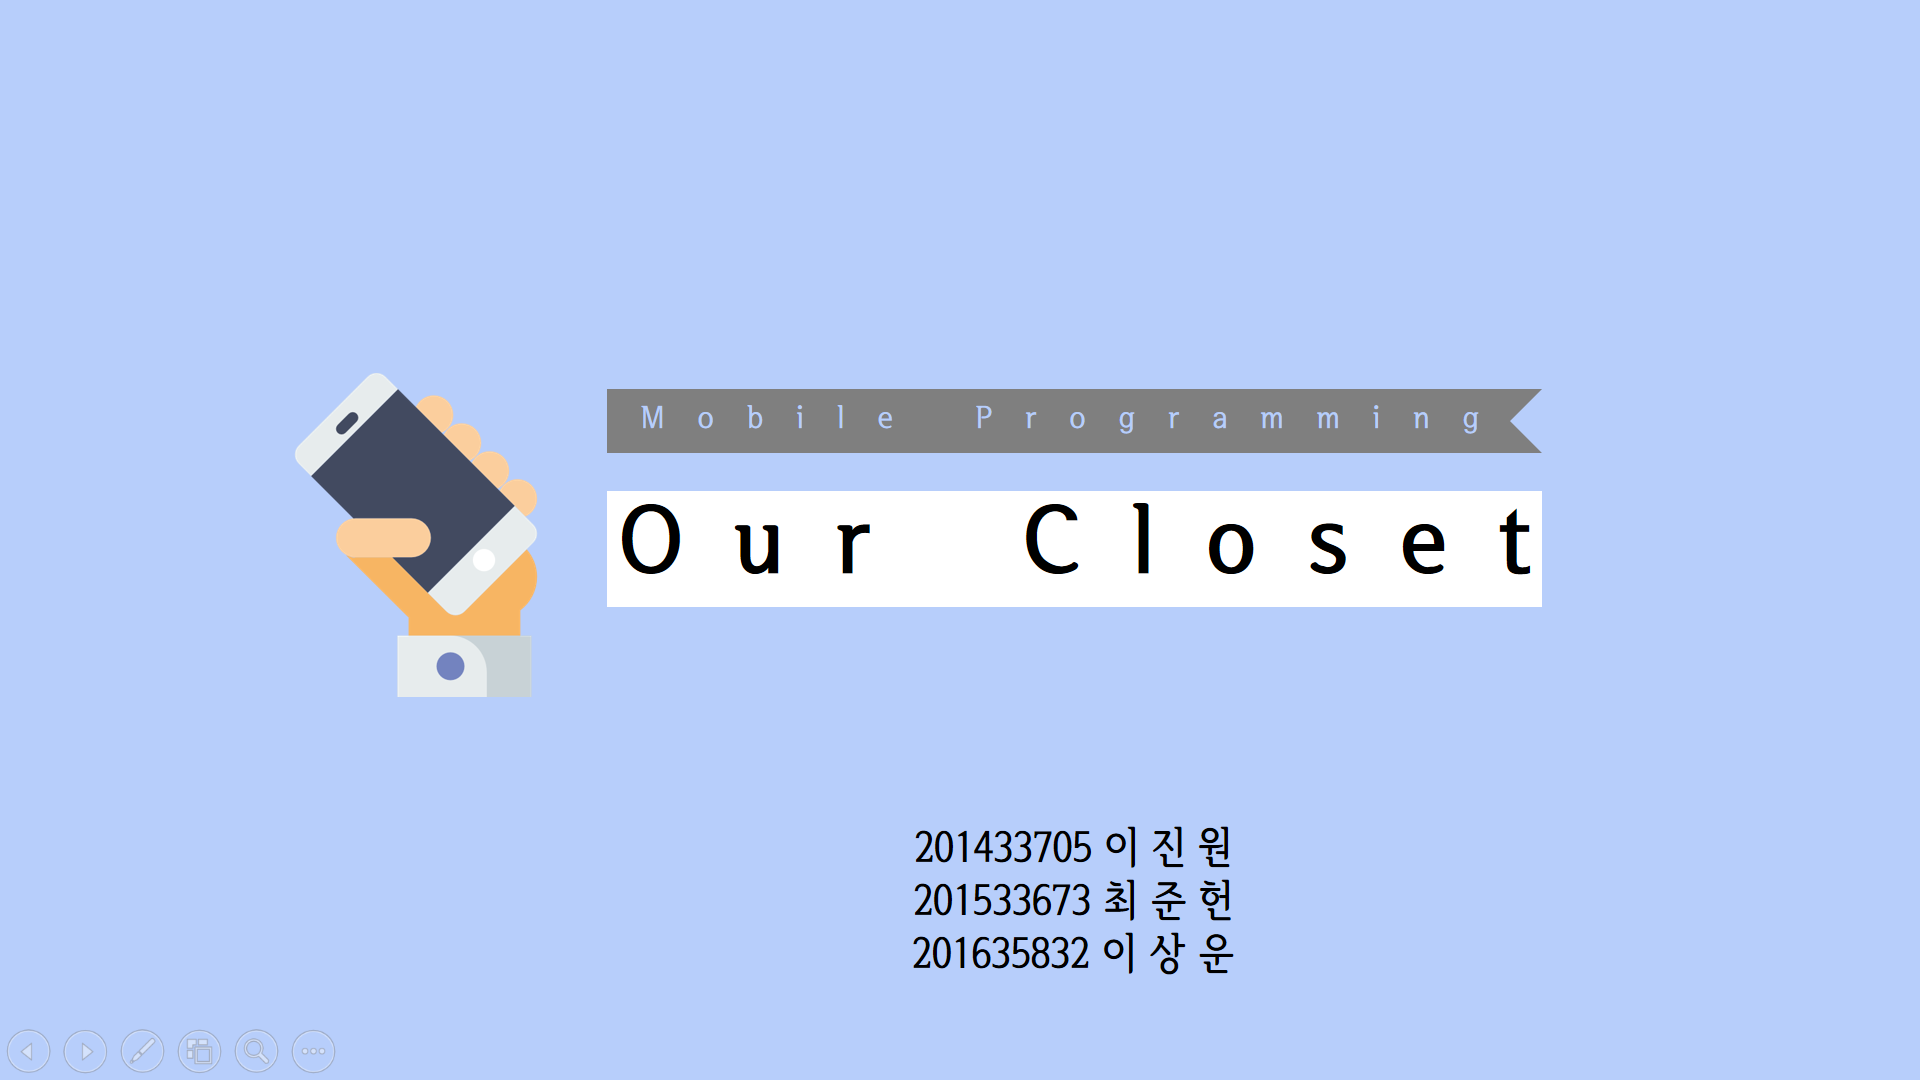 Mobile Programming
Our Closet
201433705 이 진 원
201533673 최 준 헌
201635832 이 상 운